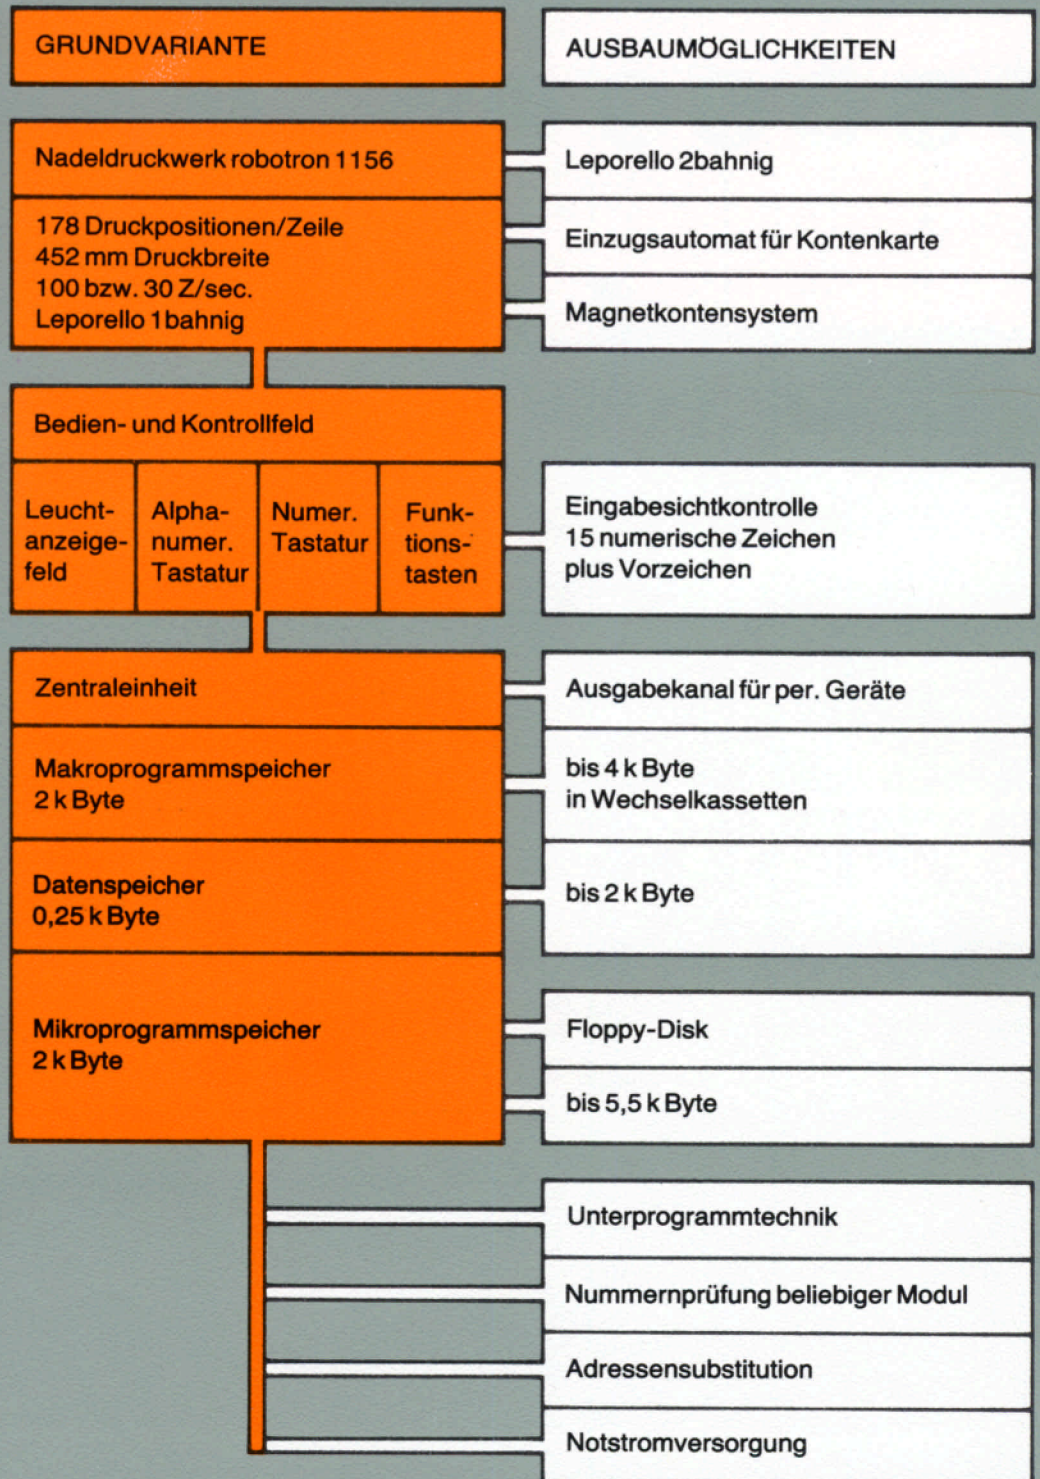 GRUNDVARIANTE
AUSBAUMÖGLICHKEITEN
Nadeldruckwerk robotron 1156
Leporello 2bahnig
178 Druckpositionen/Zeile
452 mm Druckbreite
100 bzw. 30 Z/sec.
Leporello 1bahnig
Einzugsautomat für Kontenkarte
Magnetkontensystem
Bedien- und Kontrollfeld
Leucht-
anzeige-
feld
Alpha-
numer.
Tastatur
Numer.
Tastatur
Funk-
tions-
tasten
Eingabesichtkontrolle
15 numerische Zeichen
plus Vorzeichen
Zentraleinheit
Ausgabekanal für per. Geräte
Makroprogrammspeicher
2 k Byte
bis 4 k Byte
in Wechselkassetten
Datenspeicher
0,25 k Byte
bis 2 k Byte
Mikroprogrammspeicher
2 k Byte
Floppy-Disk
bis 5,5 k Byte
Unterprogrammtechnik
Nummernprüfung beliebiger Modul
Adressensubstitution
Notstromversorgung